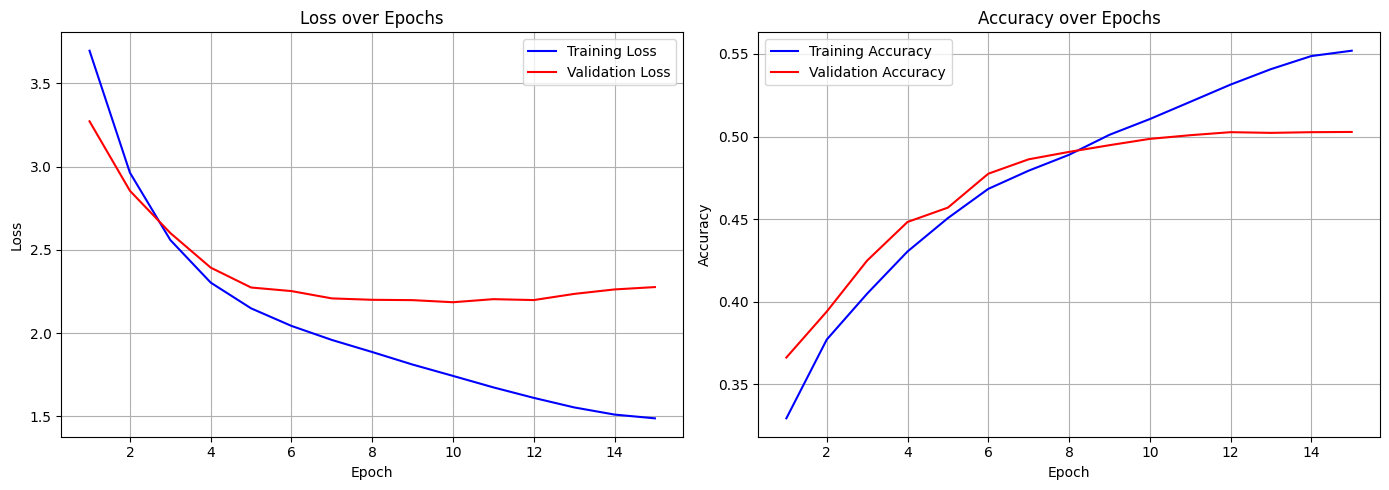 Loss over Epochs
Training Loss
Validation Loss
3.5
3.0
2.5
2.0
1.5
Loss
2 4 6 8 10 12 14
Epoch
Accuracy over Epochs
Training Accuracy
Validation Accuracy
0.55
0.50
0.45
0.40
0.35
Accuracy
2 4 6 8 10 12 14
Epoch